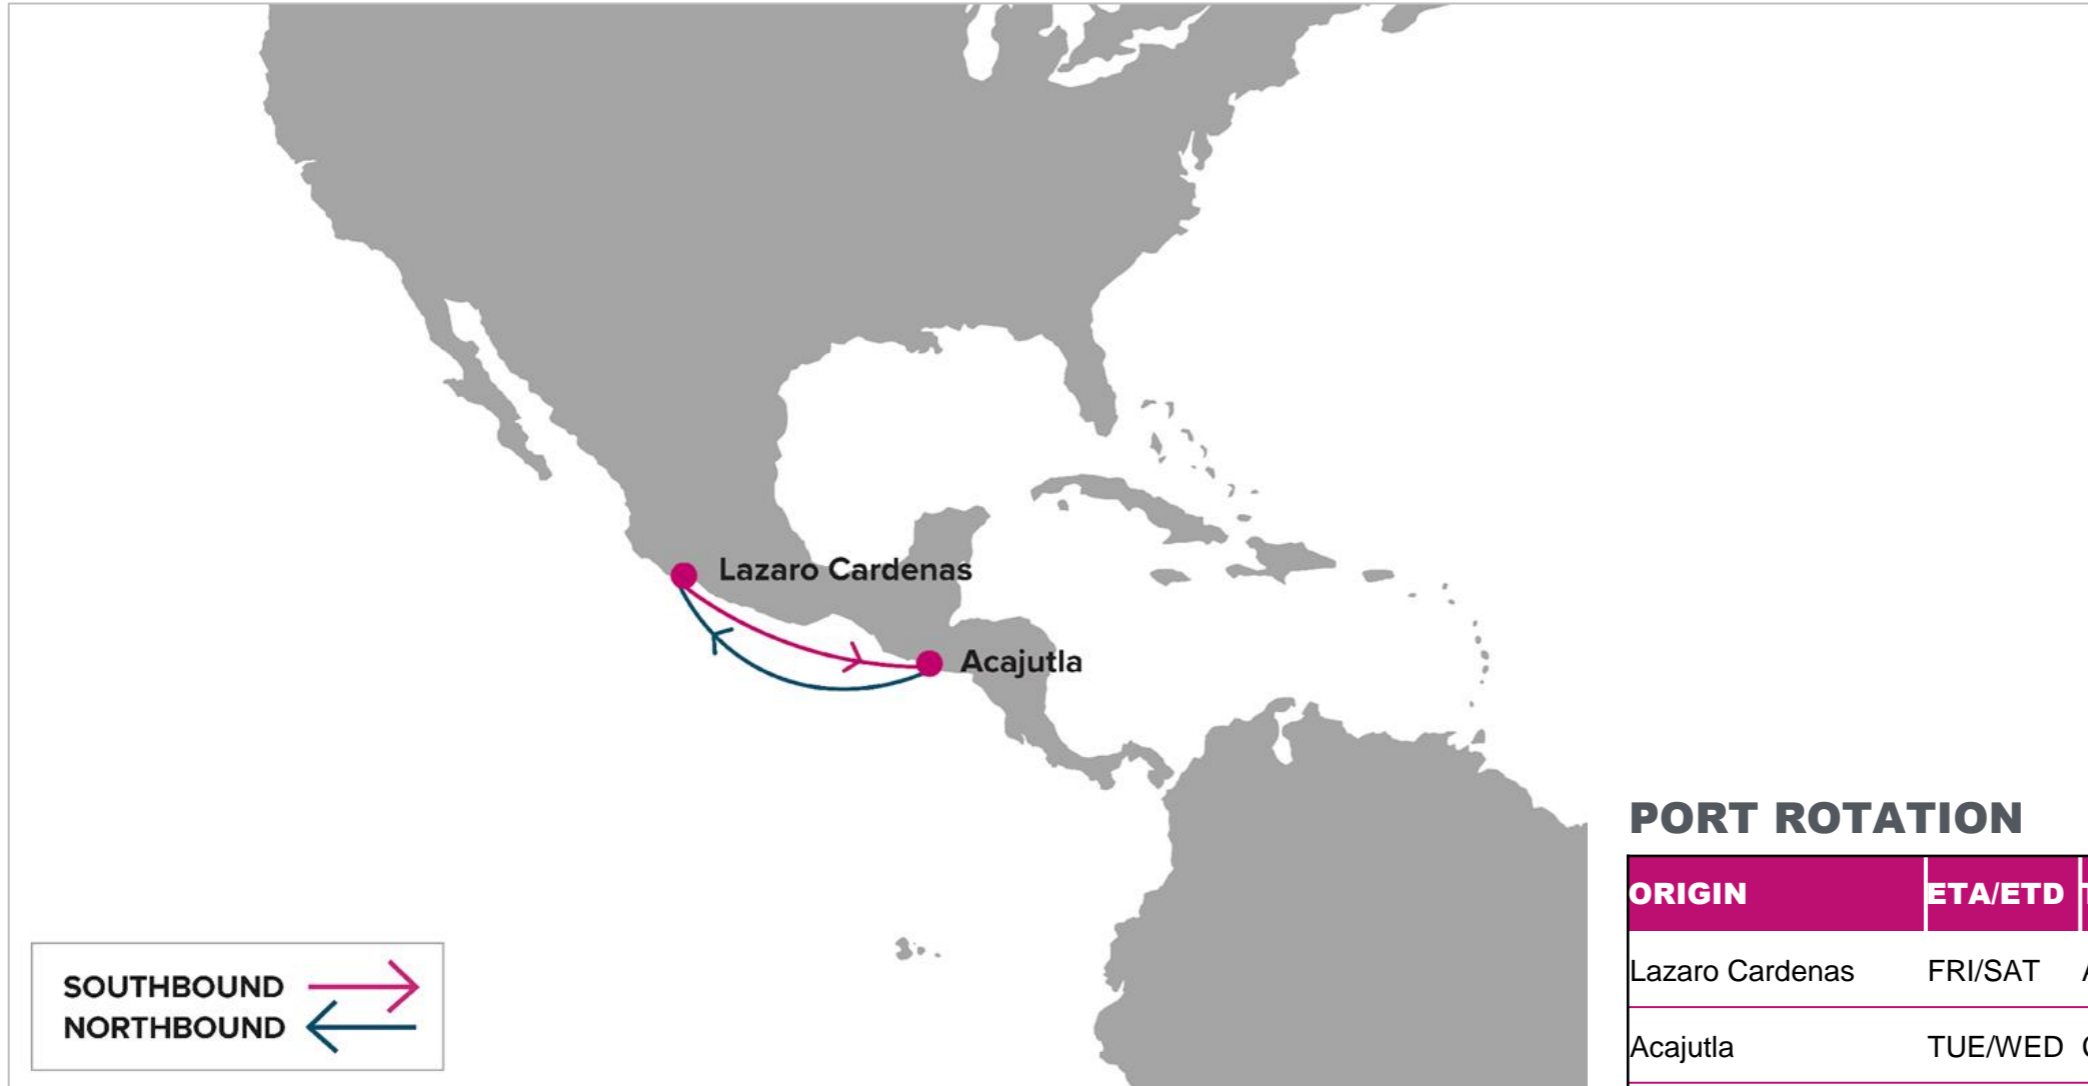 Lazaro Cardenas
Acajutla
SOUTHBOUND
NORTHBOUND
PORT ROTATION
ORIGIN ETA/ETD
Lazaro Cardenas FRI/SAT
Acajutla TUE/WED